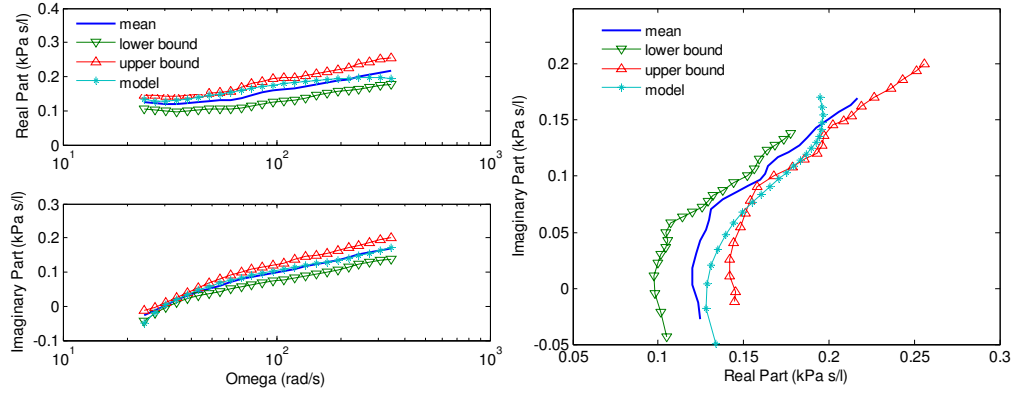 0.4
0.3
0.2
0.1
0
Real Part (kPa s/l)
mean
lower bound
upper bound
model
10^1
10^2
10^3
0.3
0.2
0.1
0
-0.1
Imaginary Part (kPa s/l)
10^1
10^2
10^3
Omega (rad/s)
0.25
0.2
0.15
0.1
0.05
0
-0.05
Imaginary Part (kPa s/l)
mean
lower bound
upper bound
model
0.05
0.1
0.15
0.2
0.25
0.3
Real Part (kPa s/l)